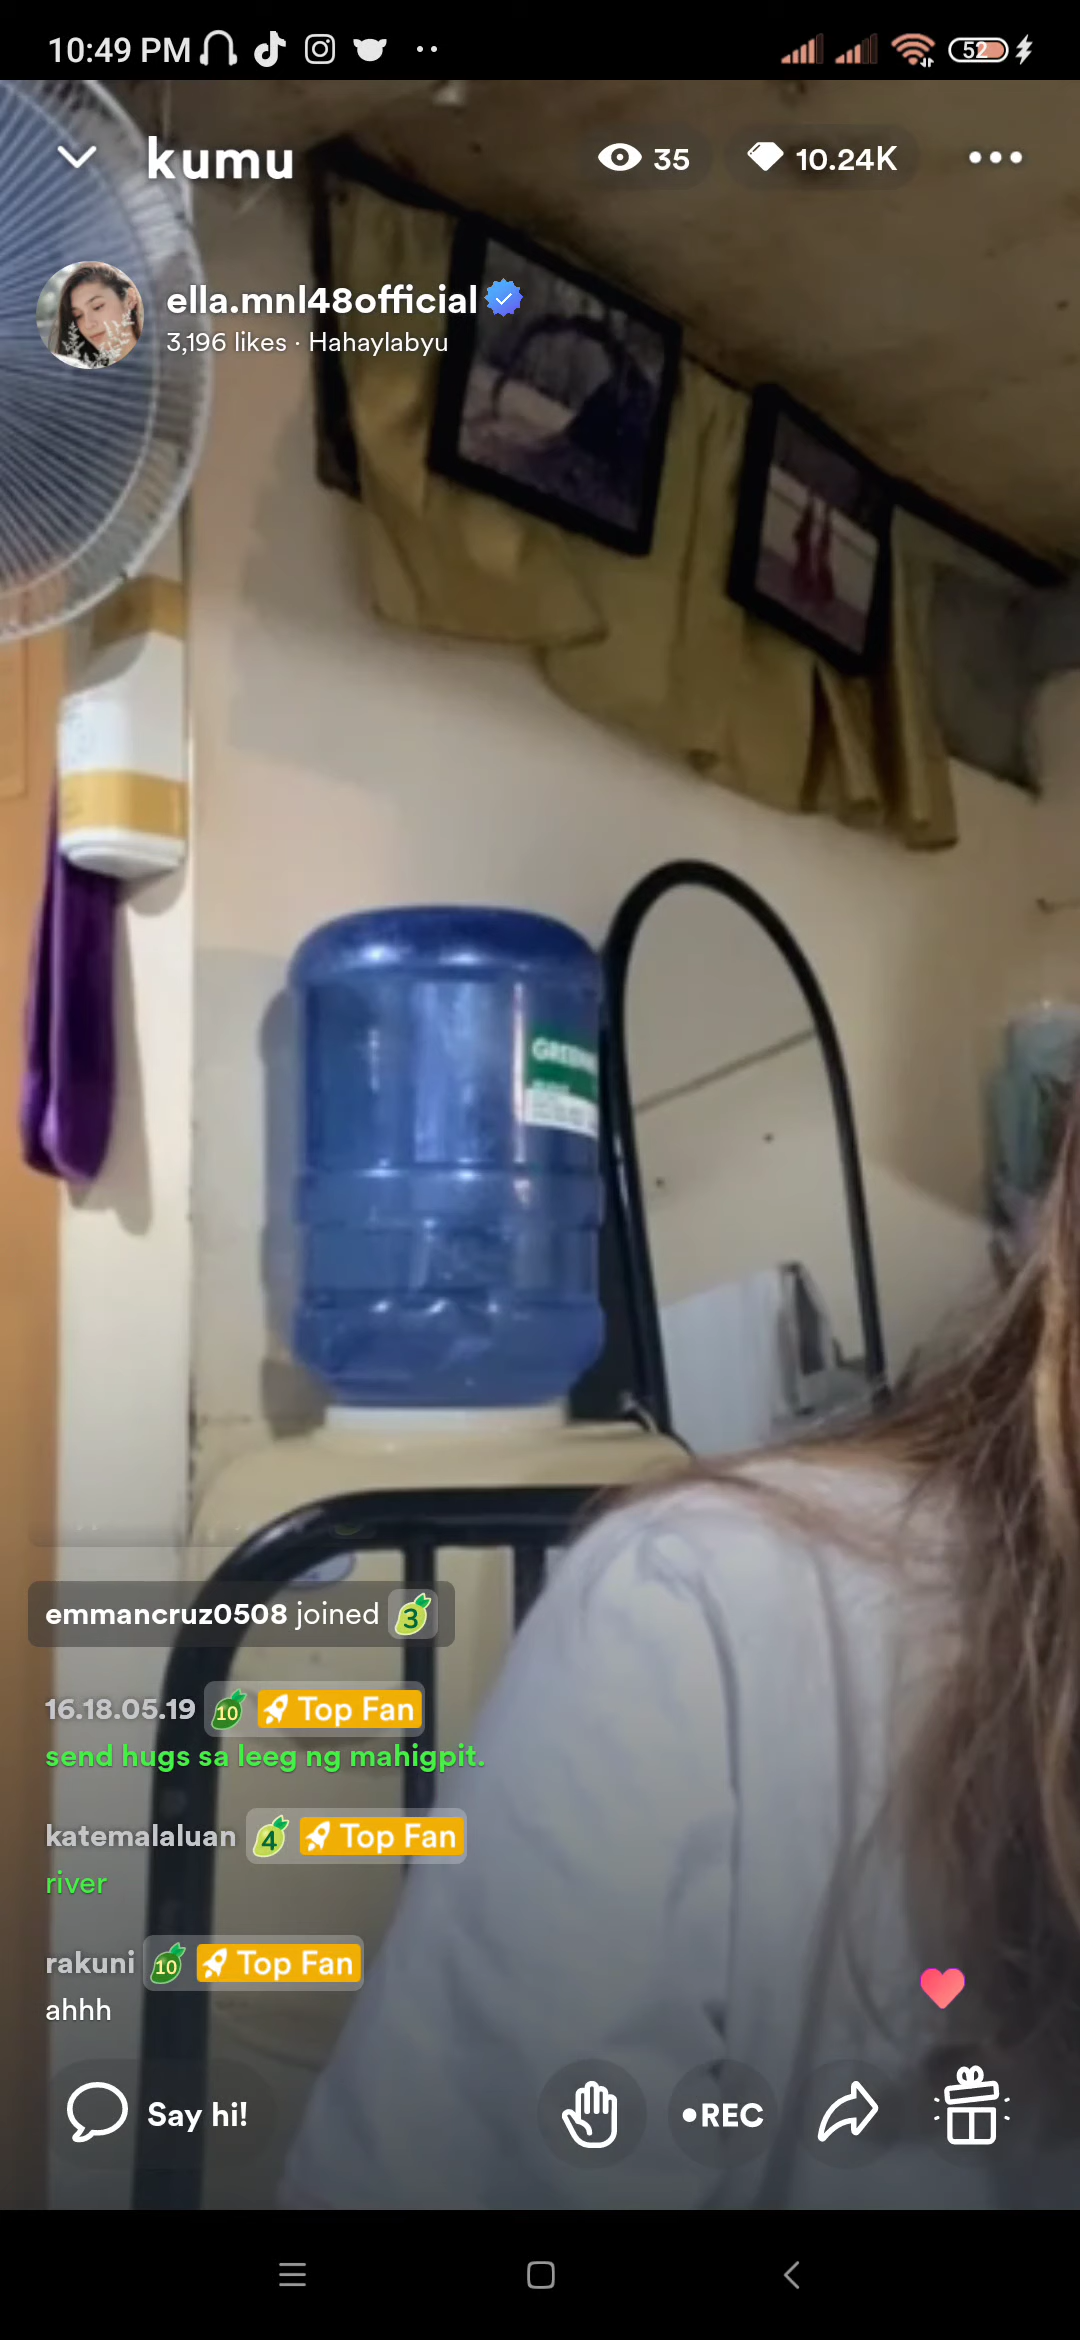 10:49 PM
52
kumu
35
10.24K
ella.mnl48official
3,196 likes · Hahaylabyu
emmancruz0508 joined 3
16.18.05.19 10 Top Fan
send hugs sa leeg ng mahigpit.
katemalaluan 4 Top Fan
river
rakuni 10 Top Fan
ahhh
Say hi!
•REC